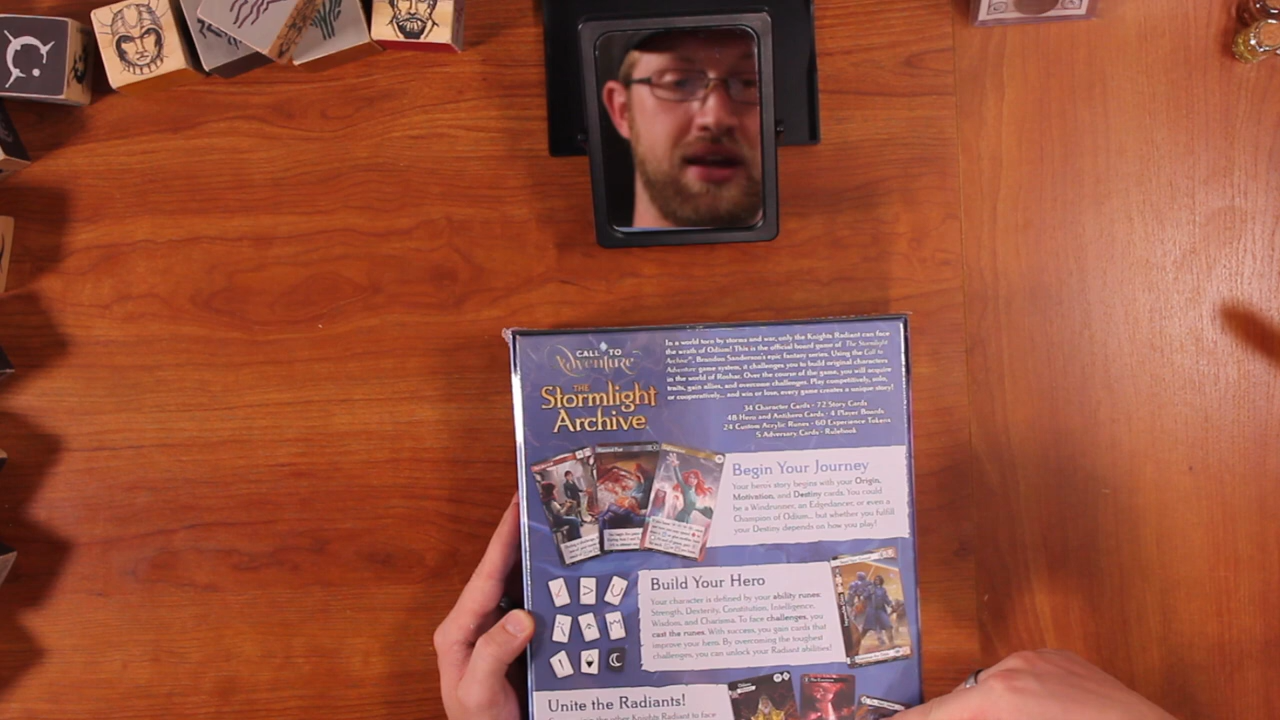 CALL TO
Adventure
THE
Stormlight
Archive
In a world torn by storms and war, only the Knights Radiant can face
the wrath of Odium! This is the official board game of The Stormlight
Archive®, Brandon Sanderson's epic fantasy series. Using the Call to
Adventure game system, it challenges you to build original characters
in the world of Roshar. Over the course of the game, you will acquire
traits, gain allies, and overcome challenges. Play competitively, solo,
or cooperatively... and win or lose, every game creates a unique story!
34 Character Cards • 72 Story Cards
48 Hero and Antihero Cards • 4 Player Boards
24 Custom Acrylic Runes • 60 Experience Tokens
5 Adversary Cards • Rulebook
Begin Your Journey
Your hero's story begins with your Origin,
Motivation, and Destiny cards. You could
be a Windrunner, an Edgedancer, or even a
Champion of Odium... but whether you fulfill
your Destiny depends on how you play!
Build Your Hero
Your character is defined by your ability runes:
Strength, Dexterity, Constitution, Intelligence,
Wisdom, and Charisma. To face challenges, you
cast the runes. With success, you gain cards that
improve your hero. By overcoming the toughest
challenges, you can unlock your Radiant abilities!
Unite the Radiants!
other Knights Radiant to face